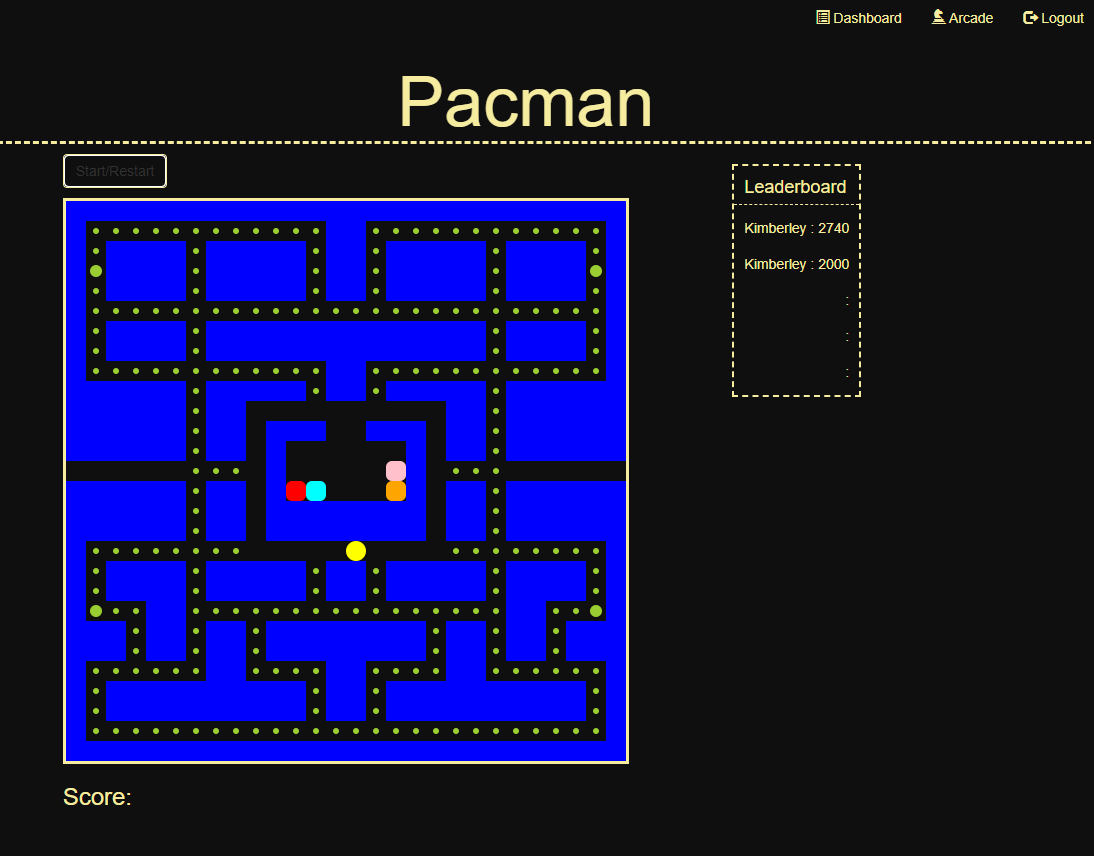 Dashboard Arcade Logout
Pacman
Start/Restart
Leaderboard
Kimberley : 2740
Kimberley : 2000
:
:
:
Score: